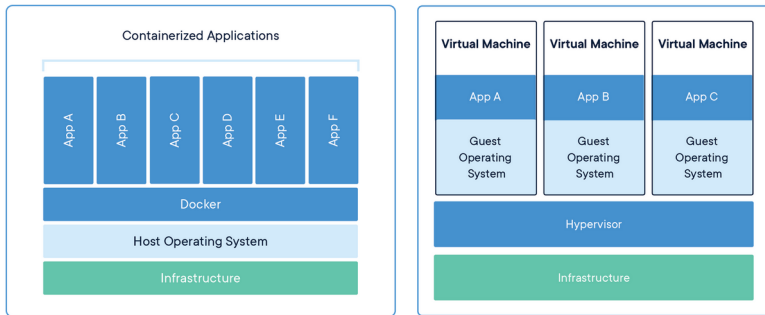 Containerized Applications
App A
App B
App C
App D
App E
App F
Docker
Host Operating System
Infrastructure
Virtual Machine
App A
Guest
Operating
System
Virtual Machine
App B
Guest
Operating
System
Virtual Machine
App C
Guest
Operating
System
Hypervisor
Infrastructure